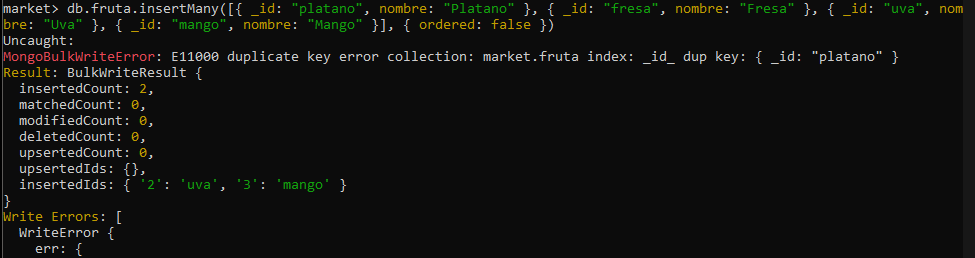 market> db.fruta.insertMany([{ _id: "platano", nombre: "Platano" }, { _id: "fresa", nombre: "Fresa" }, { _id: "uva", nom
bre: "Uva" }, { _id: "mango", nombre: "Mango" }], { ordered: false })
Uncaught:
MongoBulkWriteError: E11000 duplicate key error collection: market.fruta index: _id_ dup key: { _id: "platano" }
Result: BulkWriteResult {
  insertedCount: 2,
  matchedCount: 0,
  modifiedCount: 0,
  deletedCount: 0,
  upsertedCount: 0,
  upsertedIds: {},
  insertedIds: { '2': 'uva', '3': 'mango' }
}
Write Errors: [
  WriteError {
    err: {